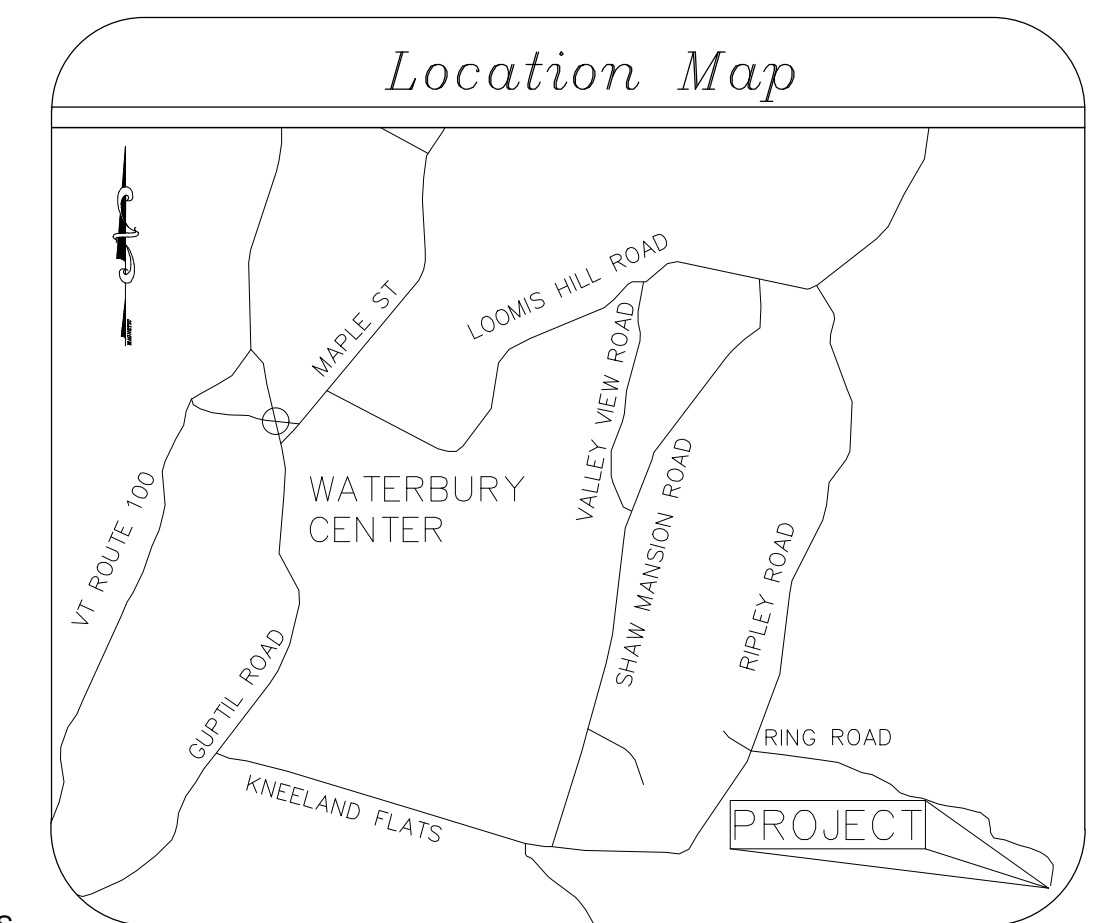 Location Map
MAGNETIC
LOOMIS HILL ROAD
MAPLE ST
VALLEY VIEW ROAD
WATERBURY
CENTER
SHAW MANSION ROAD
VT ROUTE 100
RIPLEY ROAD
GUPTIL ROAD
RING ROAD
KNEELAND FLATS
PROJECT